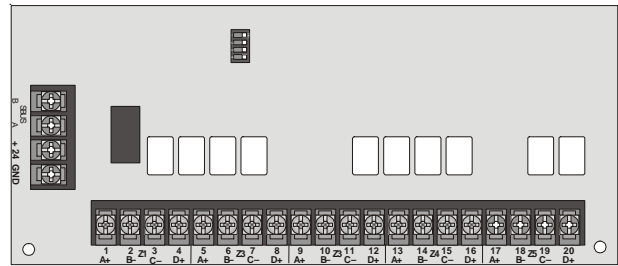 B
SBUS
A
+ 24
GND
1 2 3 4 5 6 7 8 9 10 11 12 13 14 15 16 17 18 19 20
A+ B– Z1 C– D+ A+ B– Z3 C– D+ A+ B– Z3 C– D+ A+ B– Z4 C– D+ A+ B– Z5 C– D+